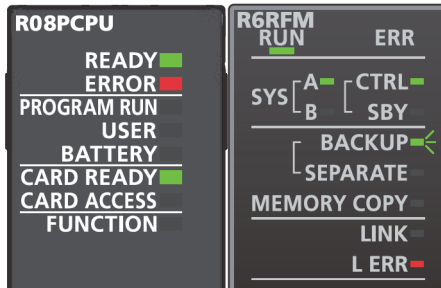 R08PCPU
READY
ERROR
PROGRAM RUN
USER
BATTERY
CARD READY
CARD ACCESS
FUNCTION
R6RFM
RUN ERR
SYS A CTRL
B SBY
BACKUP
SEPARATE
MEMORY COPY
LINK
L ERR